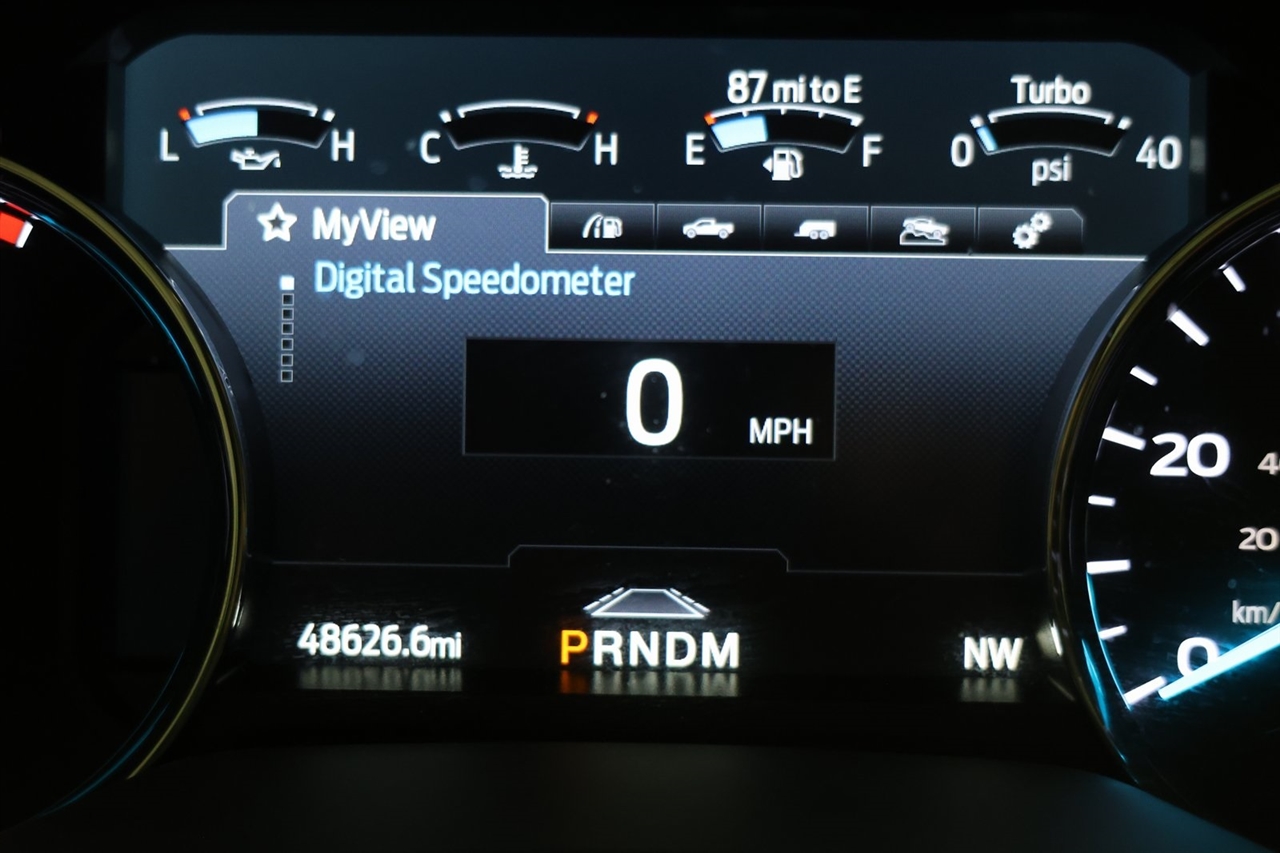 87 mi to E
Turbo
L H
C H
E F
0 40
psi
MyView
Digital Speedometer
0 MPH
20
20
km/
0
48626.6mi
PRNDM
NW